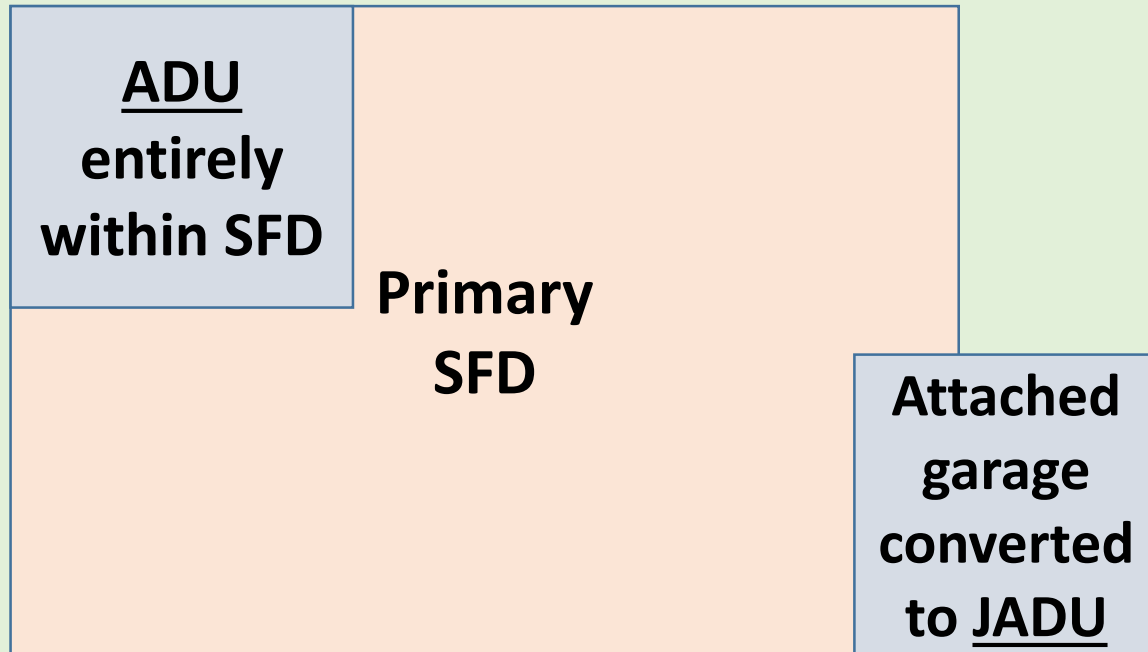 ADU
entirely
within SFD
Primary
SFD
Attached
garage
converted
to JADU